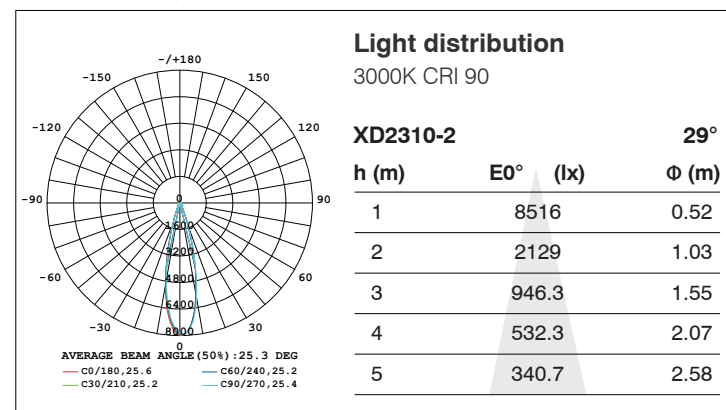 -/+180
-150 150
-120 120
-90 90
-60 60
-30 30
0
0
1600
3200
4800
6400
8000
AVERAGE BEAM ANGLE(50%):25.3 DEG
C0/180,25.6 C60/240,25.2
C30/210,25.2 C90/270,25.4
Light distribution
3000K CRI 90
XD2310-2 29°
h (m) E0° (lx) Φ (m)
1 8516 0.52
2 2129 1.03
3 946.3 1.55
4 532.3 2.07
5 340.7 2.58